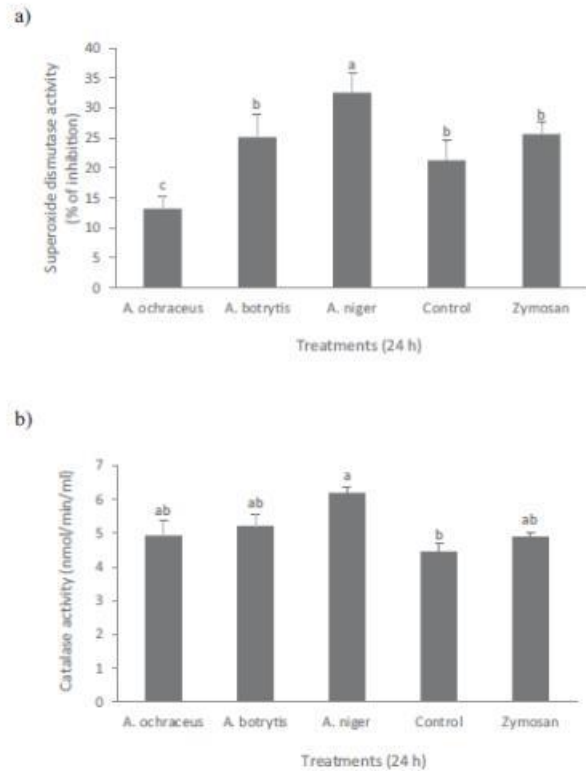 a)
Superoxide dismutase activity
(% of inhibition)
40
35
30
25
20
15
10
5
0
c
b
a
b
b
A. ochraceus A. botrytis A. niger Control Zymosan
Treatments (24 h)
b)
Catalase activity (nmol/min/ml)
7
6
5
4
3
2
1
0
ab
ab
a
b
ab
A. ochraceus A. botrytis A. niger Control Zymosan
Treatments (24 h)